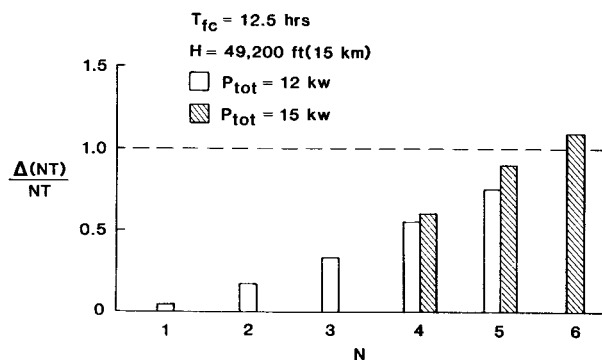 T_fc = 12.5 hrs
H = 49,200 ft(15 km)
P_tot = 12 kw
P_tot = 15 kw
1.5
1.0
Δ(NT)
NT
0.5
0
1 2 3 4 5 6
N